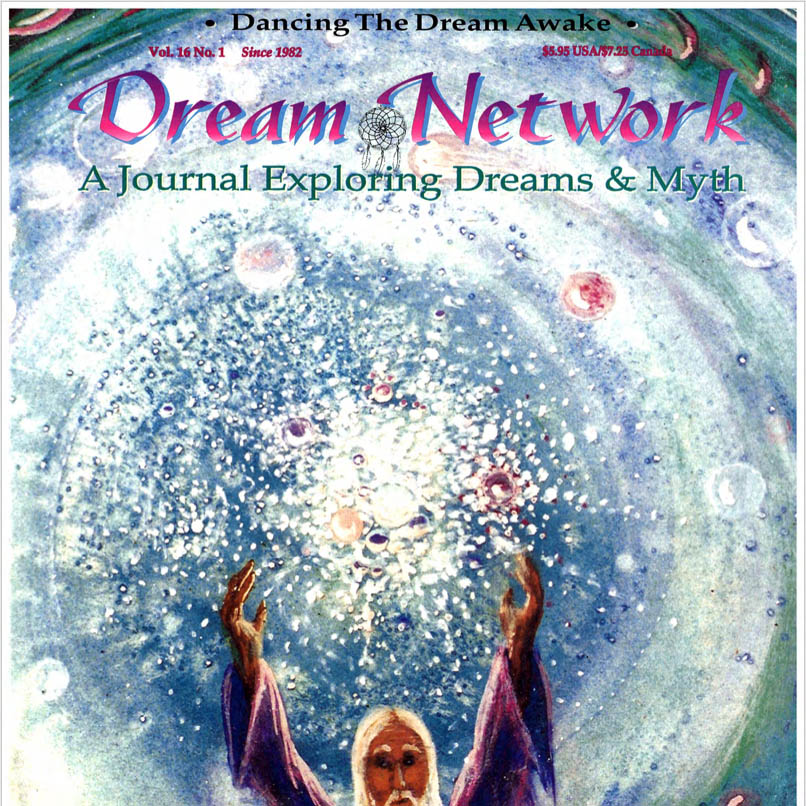 • Dancing The Dream Awake •
Vol. 16 No. 1 Since 1982 $5.95 USA/$7.25 Canada
Dream Network
A Journal Exploring Dreams & Myth